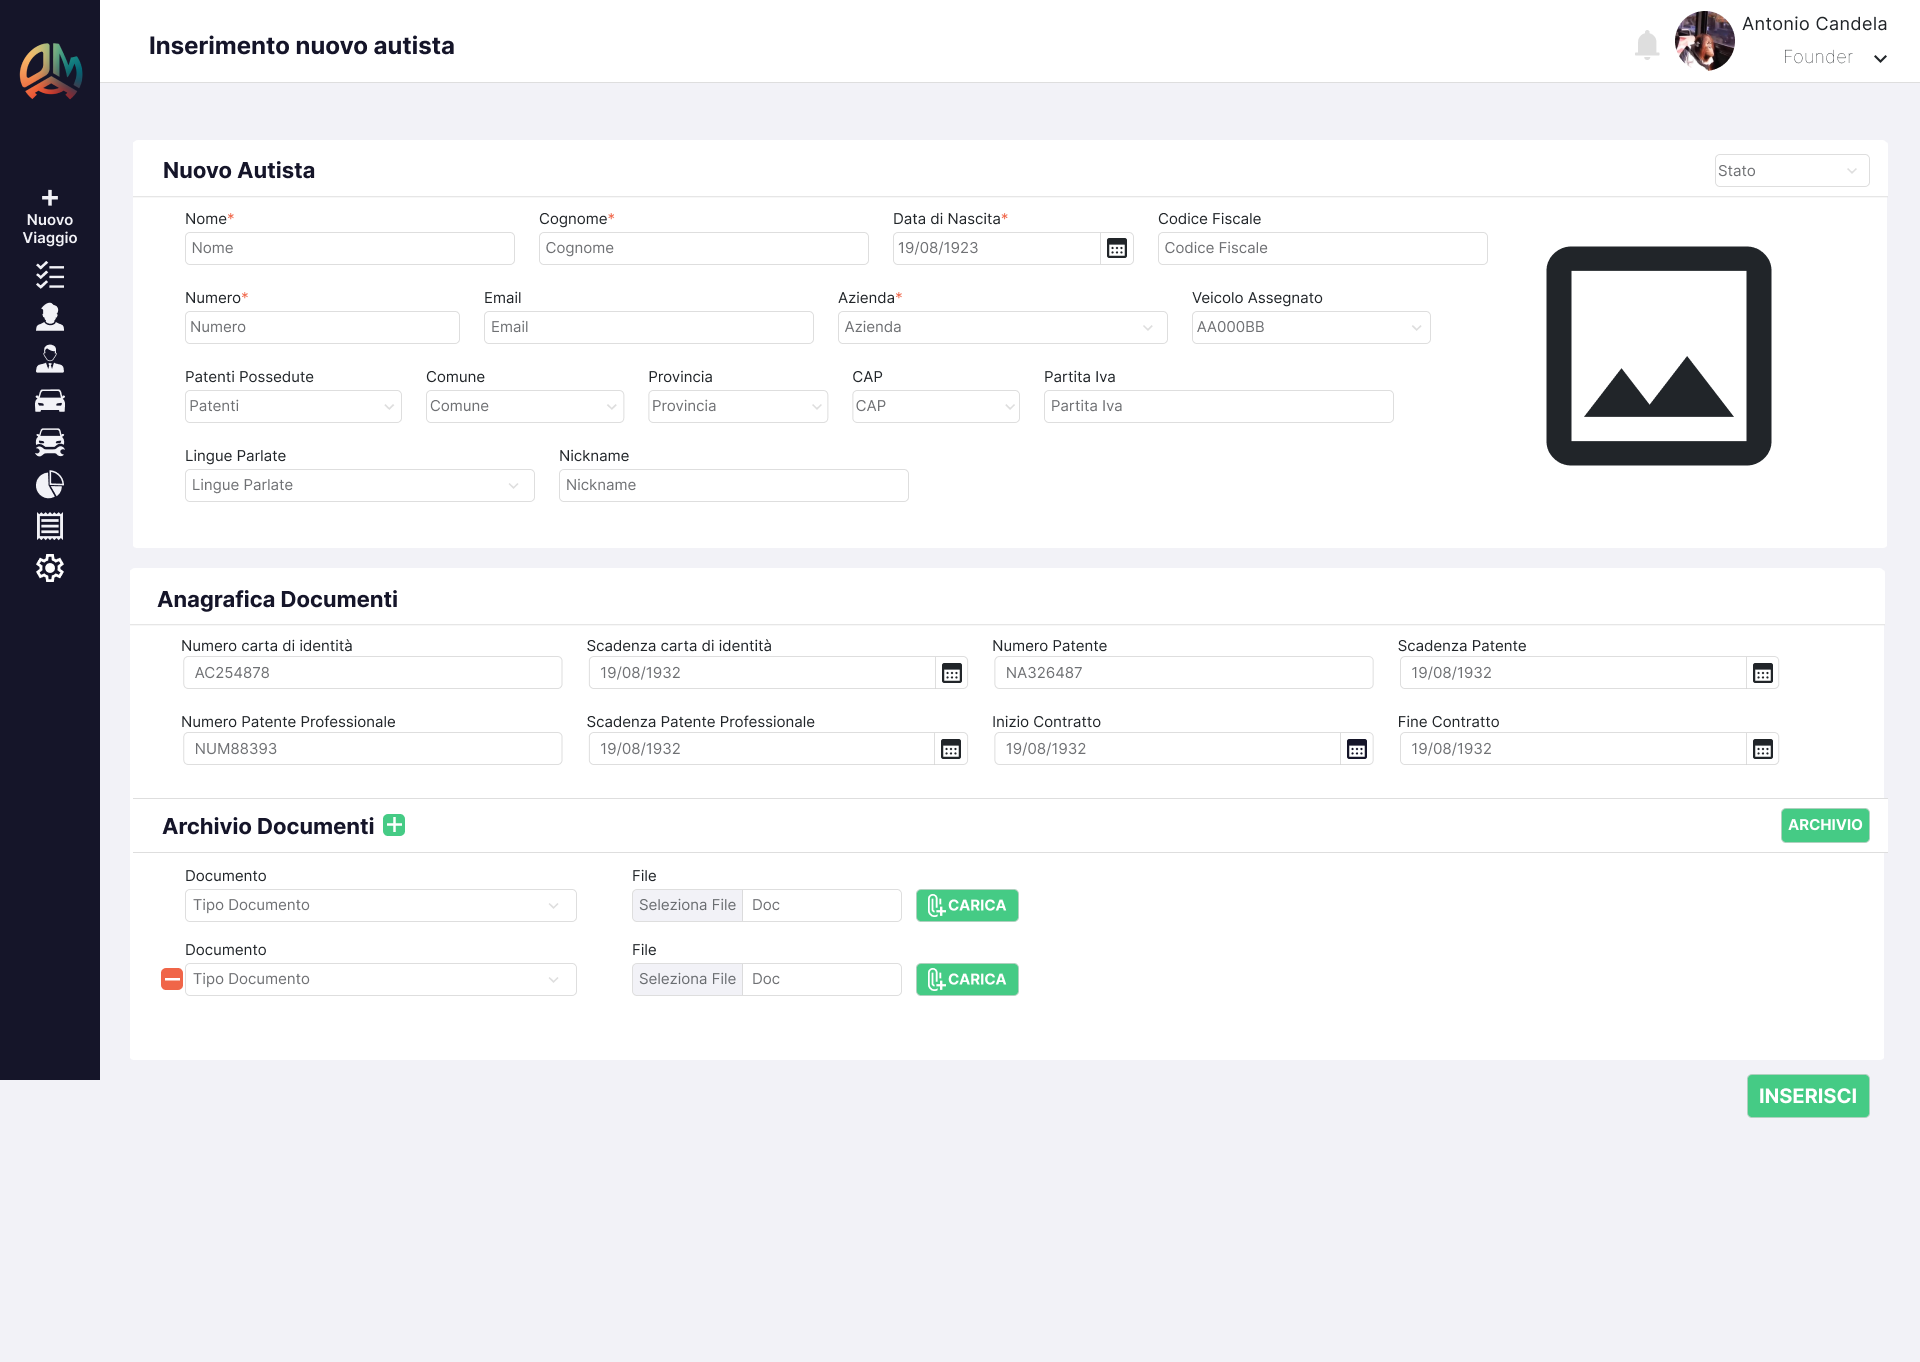 Inserimento nuovo autista
Antonio Candela
Founder
Nuovo
Viaggio
Nuovo Autista
Stato
Nome* Cognome* Data di Nascita* Codice Fiscale
Nome Cognome 19/08/1923 Codice Fiscale
Numero* Email Azienda* Veicolo Assegnato
Numero Email Azienda AA000BB
Patenti Possedute Comune Provincia CAP Partita Iva
Patenti Comune Provincia CAP Partita Iva
Lingue Parlate Nickname
Lingue Parlate Nickname
Anagrafica Documenti
Numero carta di identità Scadenza carta di identità Numero Patente Scadenza Patente
AC254878 19/08/1932 NA326487 19/08/1932
Numero Patente Professionale Scadenza Patente Professionale Inizio Contratto Fine Contratto
NUM88393 19/08/1932 19/08/1932 19/08/1932
Archivio Documenti
ARCHIVIO
Documento File
Tipo Documento Seleziona File Doc CARICA
Documento File
Tipo Documento Seleziona File Doc CARICA
INSERISCI